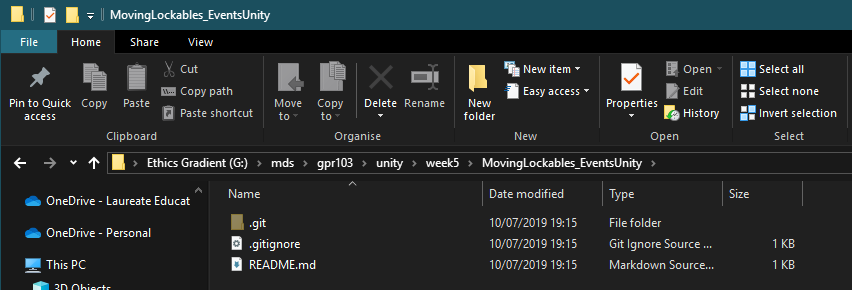 MovingLockables_EventsUnity
File Home Share View
Pin to Quick access
Copy
Paste
Cut
Copy path
Paste shortcut
Clipboard
Move to
Copy to
Delete
Rename
Organise
New folder
New item
Easy access
New
Properties
Open
Edit
History
Open
Select all
Select none
Invert selection
Select
Ethics Gradient (G:) > mds > gpr103 > unity > week5 > MovingLockables_EventsUnity >
OneDrive - Laureate Educat
OneDrive - Personal
This PC
3D Objects
Name Date modified Type Size
.git 10/07/2019 19:15 File folder
.gitignore 10/07/2019 19:15 Git Ignore Source ... 1 KB
README.md 10/07/2019 19:15 Markdown Source... 1 KB